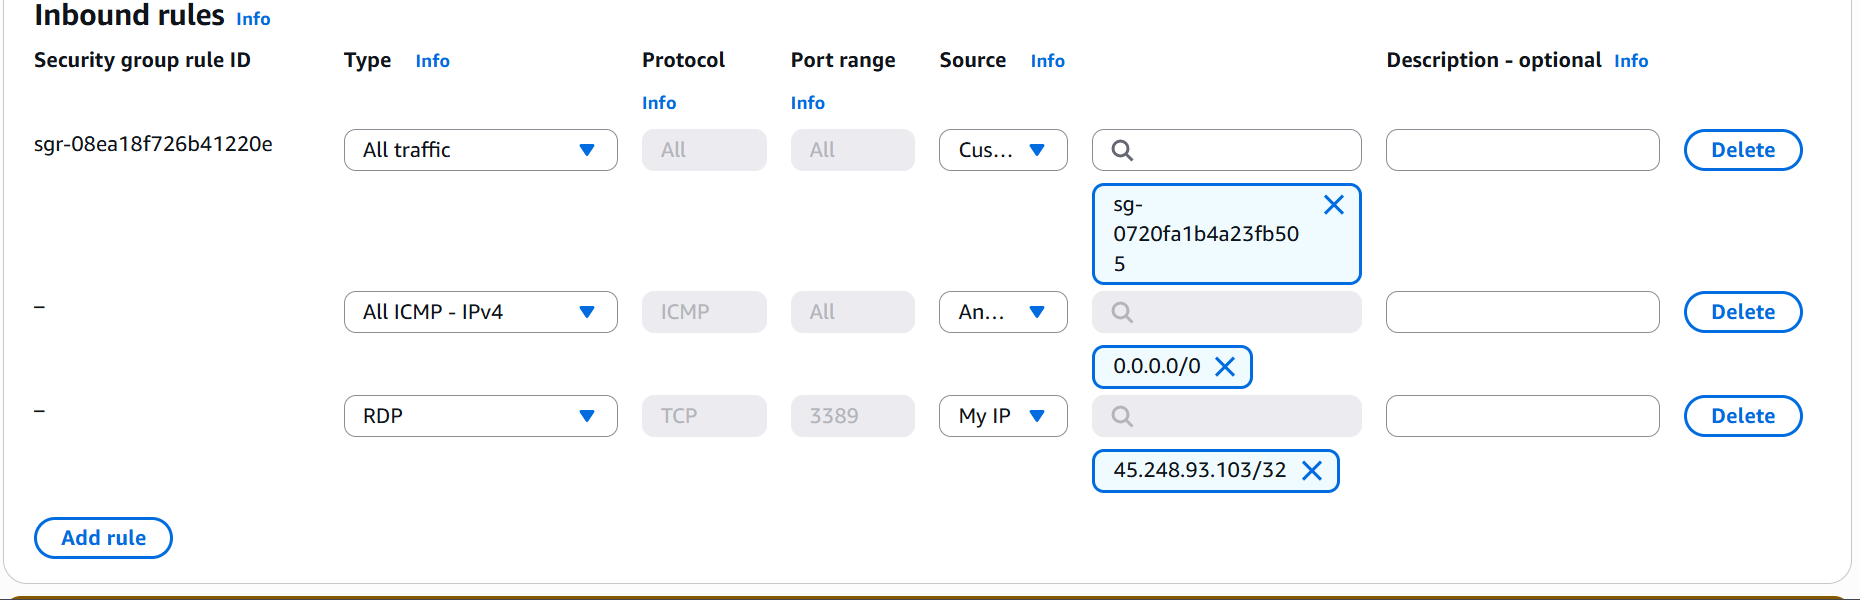 Inbound rules Info
Security group rule ID Type Info Protocol Info Port range Info Source Info Description - optional Info
sgr-08ea18f726b41220e All traffic All All Cus... Delete
sg-
0720fa1b4a23fb50
5
– All ICMP - IPv4 ICMP All An... Delete
0.0.0.0/0
– RDP TCP 3389 My IP Delete
45.248.93.103/32
Add rule